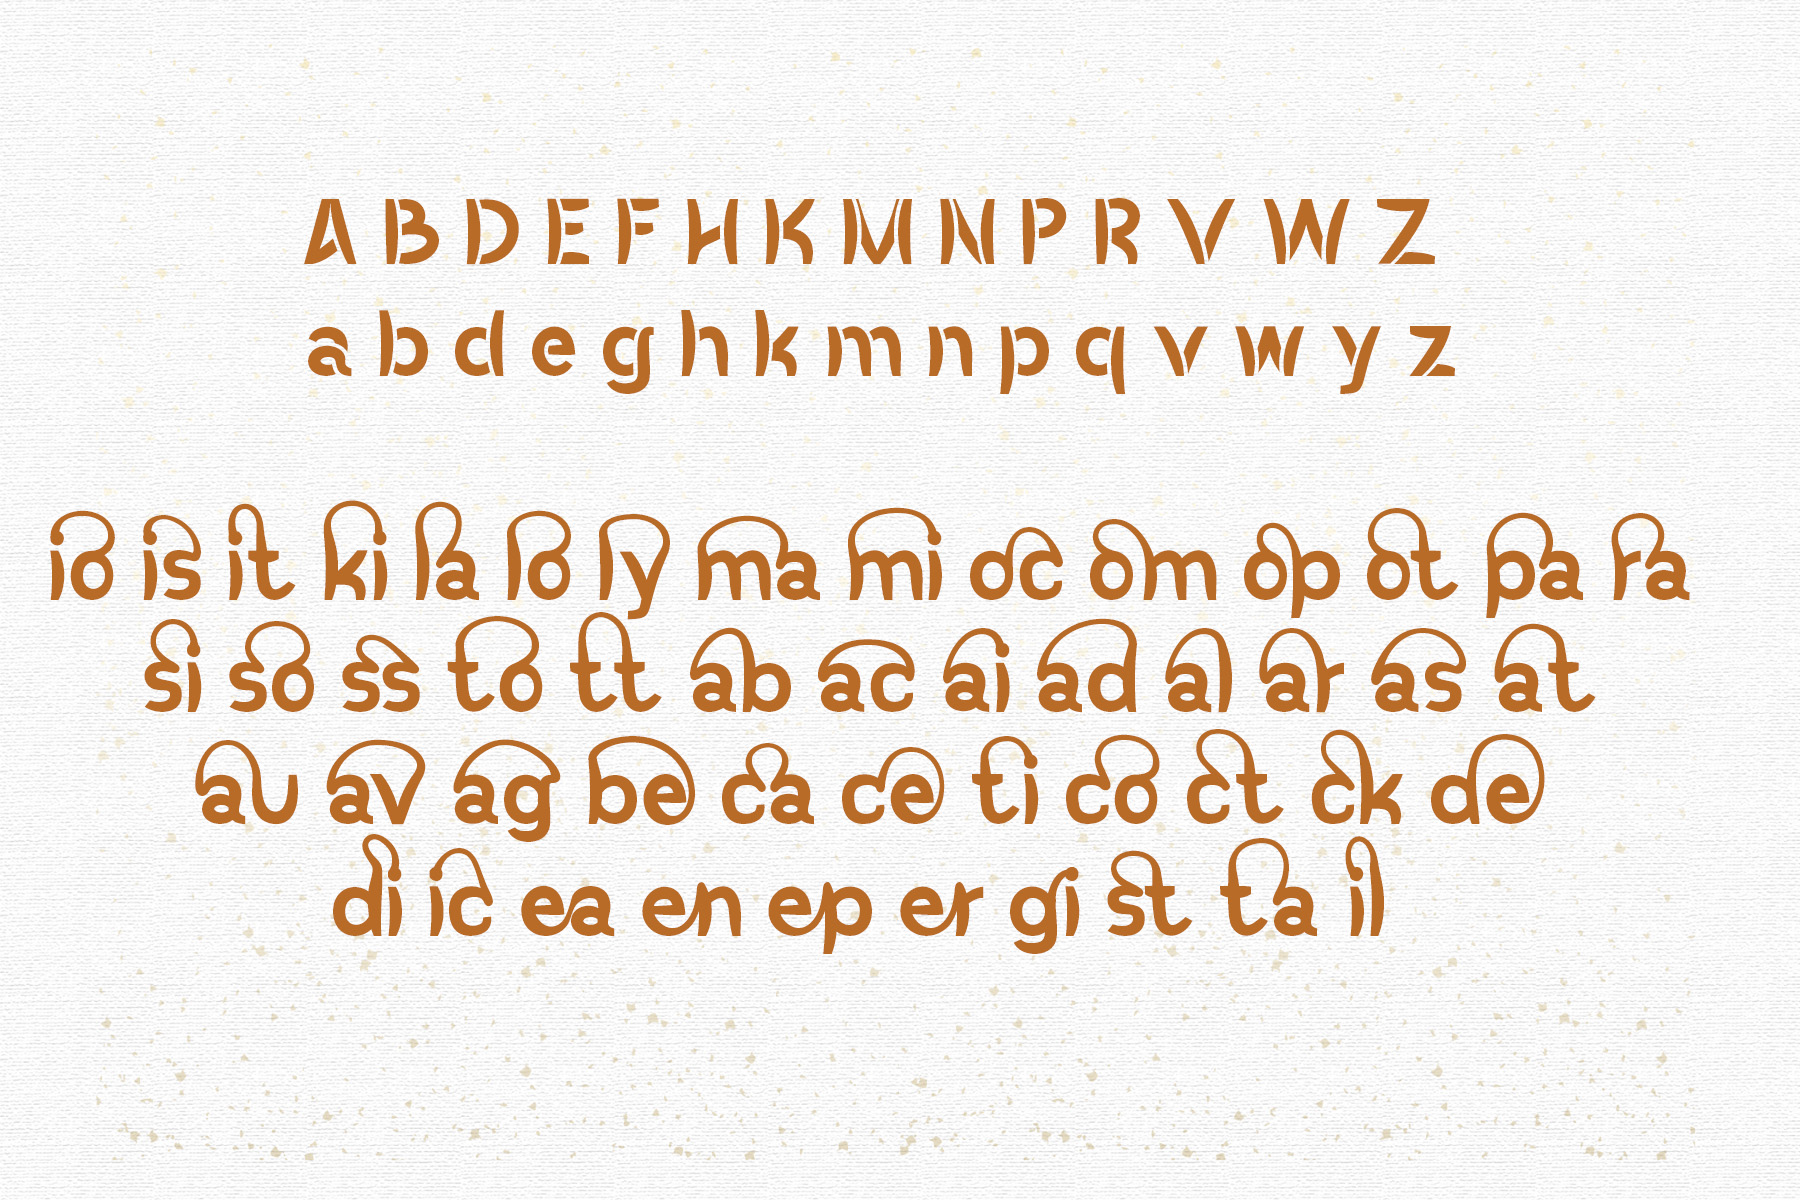 A B D E F H K M N P R V W Z
a b d e g h k m n p q v w y z
io is it ki la lo ly ma mi oc om op ot pa ra
si so ss to tt ab ac ai ad al ar as at
au av ag be ca ce ti co ct ck de
di ic ea en ep er gi st ta il